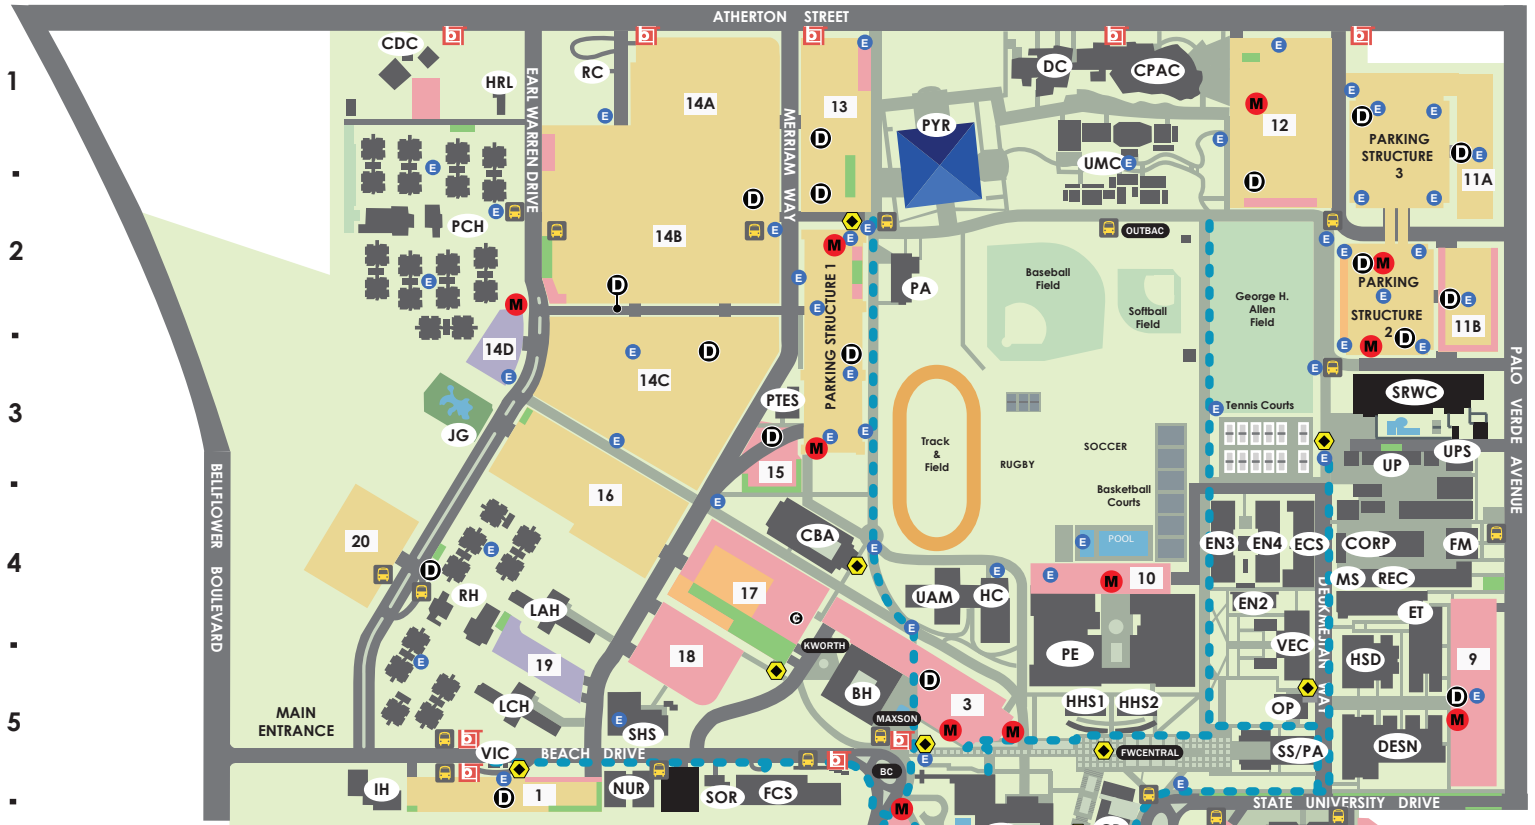 ATHERTON STREET
CDC
HRL
RC
14A
13
DC
CPAC
12
PARKING
STRUCTURE
3
11A
1
EARL WARREN DRIVE
MERRIAM WAY
PYR
UMC
PCH
14B
OUTBAC
2
PA
Baseball
Field
Softball
Field
George H.
Allen
Field
PARKING
STRUCTURE
2
11B
PARKING STRUCTURE 1
14D
14C
PTES
JG
3
15
Track
&
Field
RUGBY
SOCCER
Basketball
Courts
Tennis Courts
SRWC
UP
UPS
PALO VERDE AVENUE
BELLFLOWER BOULEVARD
16
20
4
CBA
POOL
EN3
EN4
ECS
CORP
FM
MS
REC
RH
LAH
17
C
UAM
HC
10
EN2
DEUKMEJIAN WAY
ET
19
18
KWORTH
BH
PE
VEC
HSD
9
LCH
MAIN
ENTRANCE
5
SHS
MAXSON
3
HHS1
HHS2
OP
VIC
BEACH DRIVE
FWCENTRAL
SS/PA
DESN
IH
1
NUR
SOR
FCS
BC
STATE UNIVERSITY DRIVE